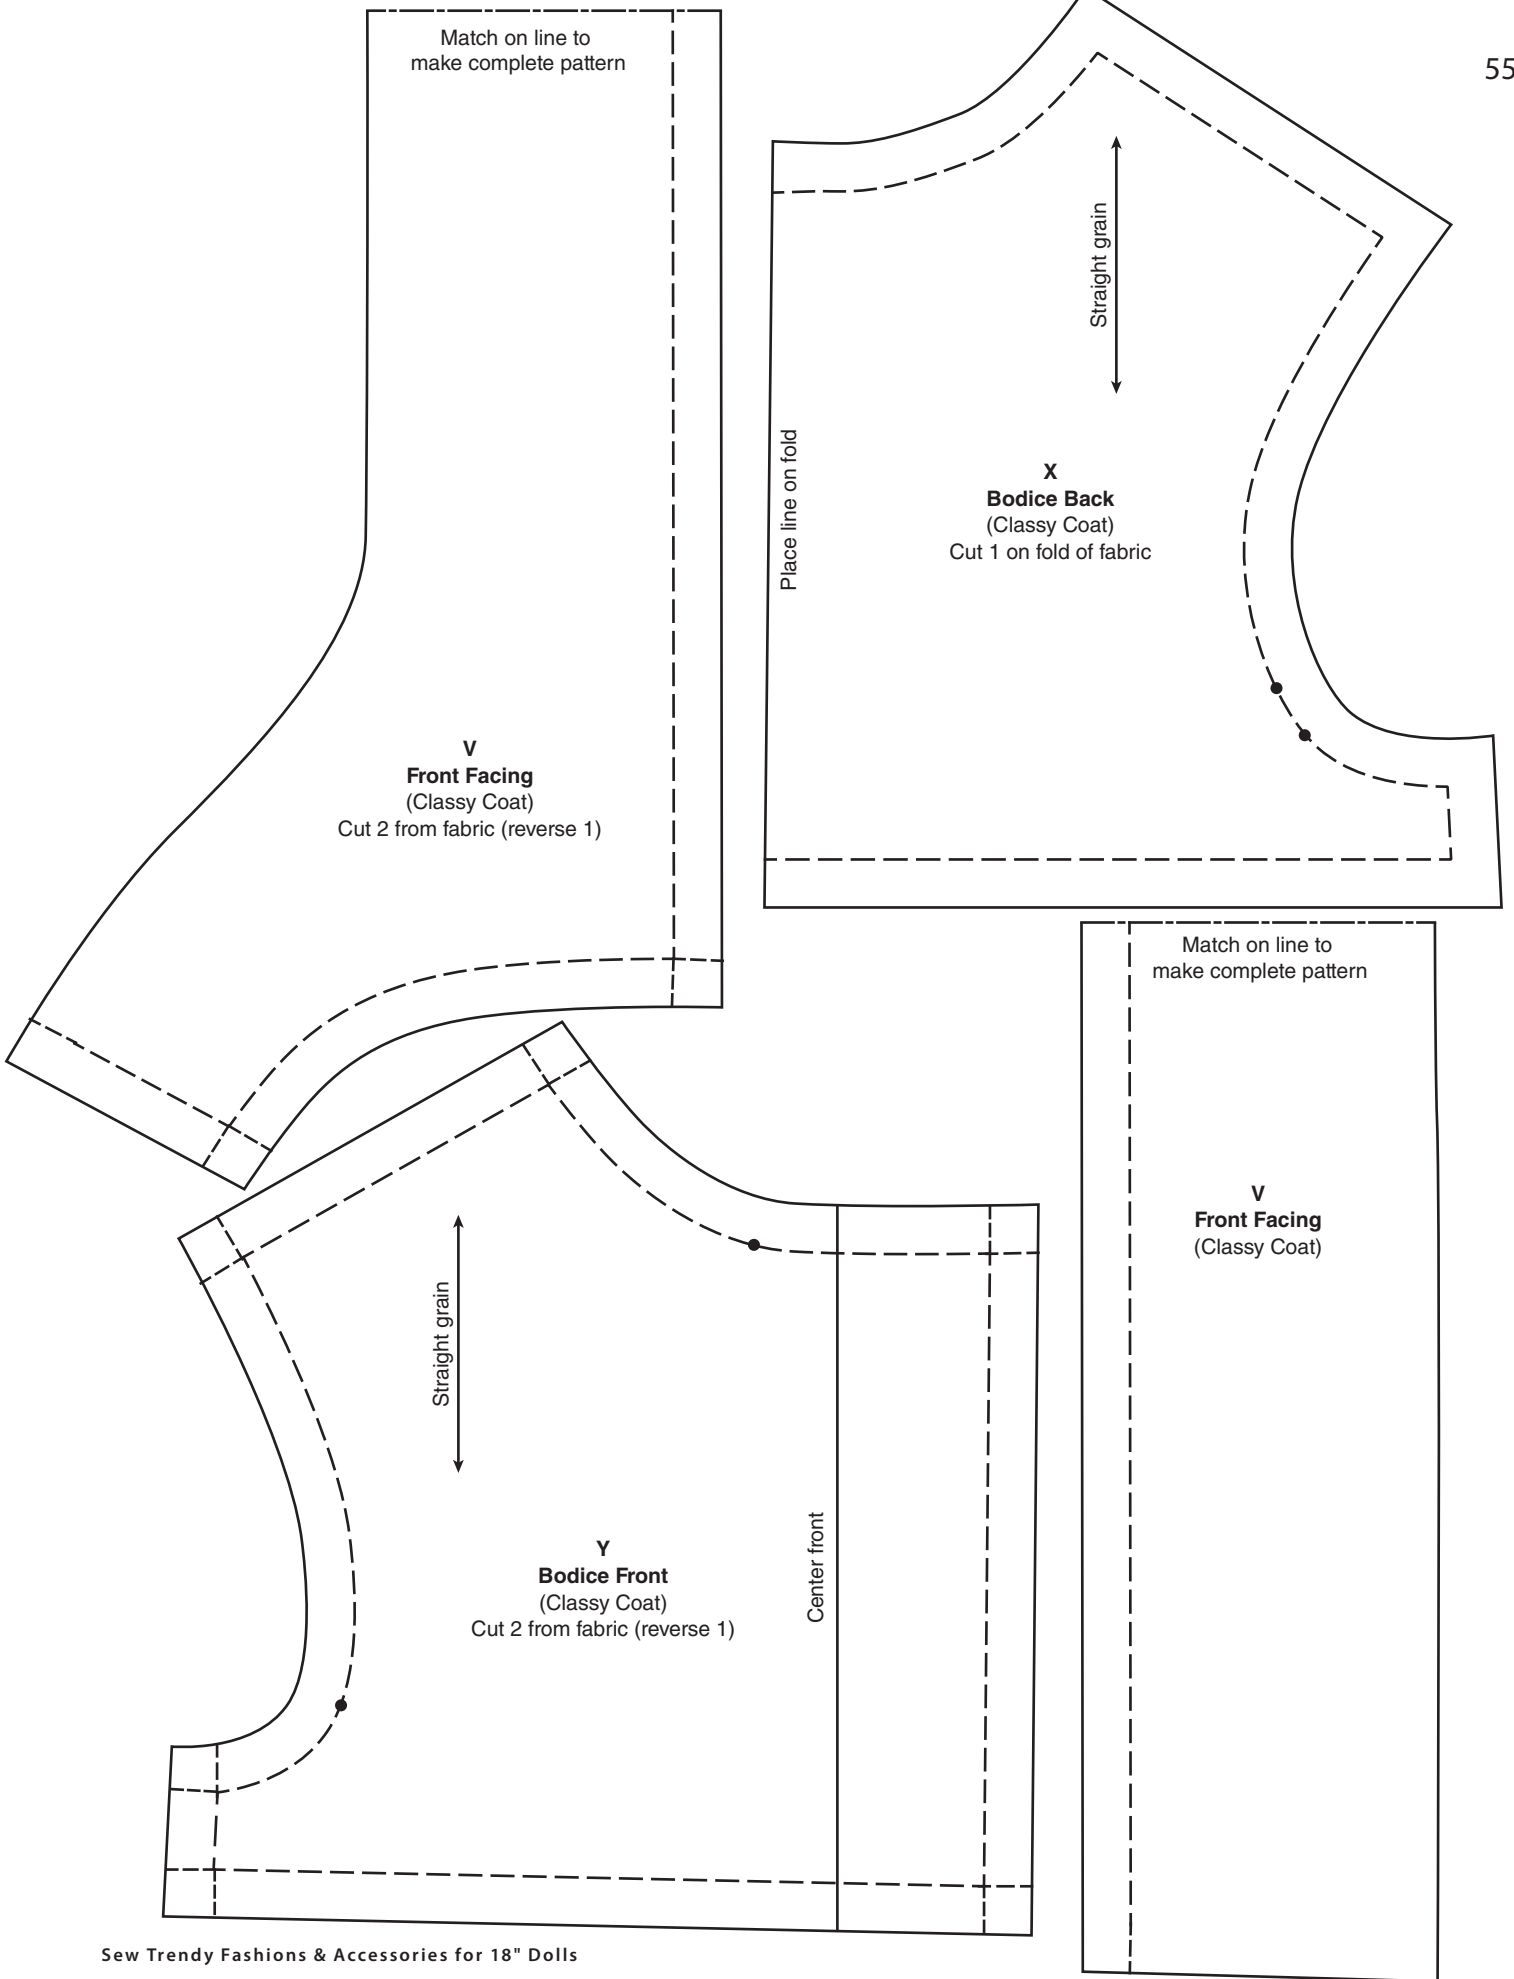 Match on line to
make complete pattern
55
Straight grain
Place line on fold
X
Bodice Back
(Classy Coat)
Cut 1 on fold of fabric
V
Front Facing
(Classy Coat)
Cut 2 from fabric (reverse 1)
Match on line to
make complete pattern
V
Front Facing
(Classy Coat)
Straight grain
Center front
Y
Bodice Front
(Classy Coat)
Cut 2 from fabric (reverse 1)
Sew Trendy Fashions & Accessories for 18" Dolls